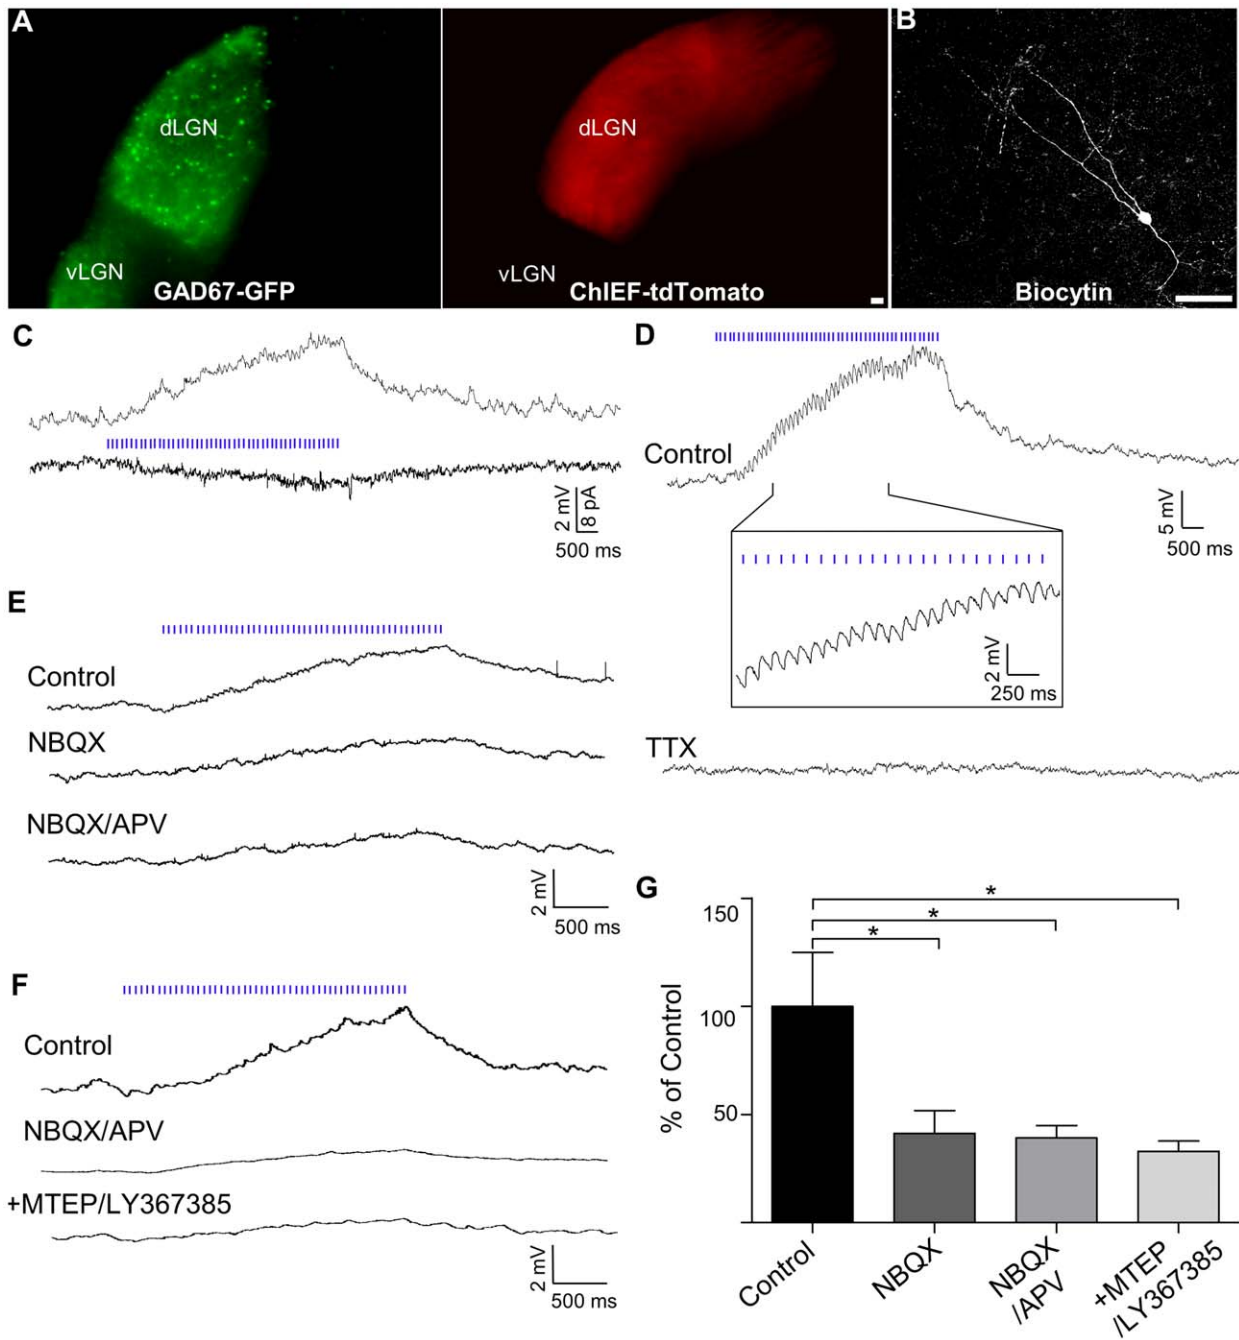 A
dLGN
vLGN
GAD67-GFP
dLGN
vLGN
ChIEF-tdTomato
B
Biocytin
C
2 mV
8 pA
500 ms
D
Control
5 mV
500 ms
2 mV
250 ms
TTX
E
Control
NBQX
NBQX/APV
2 mV
500 ms
F
Control
NBQX/APV
+MTEP/LY367385
2 mV
500 ms
G
% of Control
150
100
50
*
*
*
Control
NBQX
NBQX
/APV
+MTEP
/LY367385